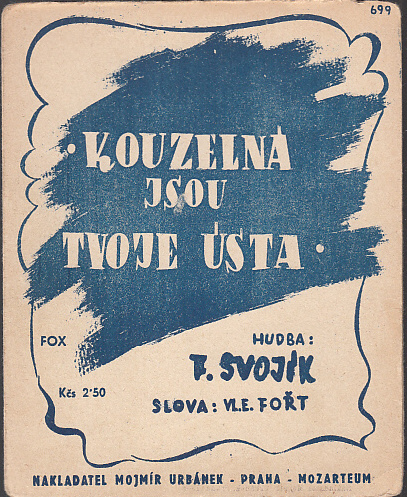 699
• KOUZELNÁ
JSOU
TVOJE ÚSTA •
FOX
HUDBA:
F. SVOJÍK
Kčs 2·50
SLOVA: VL. E. FOŘT
NAKLADATEL MOJMÍR URBÁNEK - PRAHA - MOZARTEUM